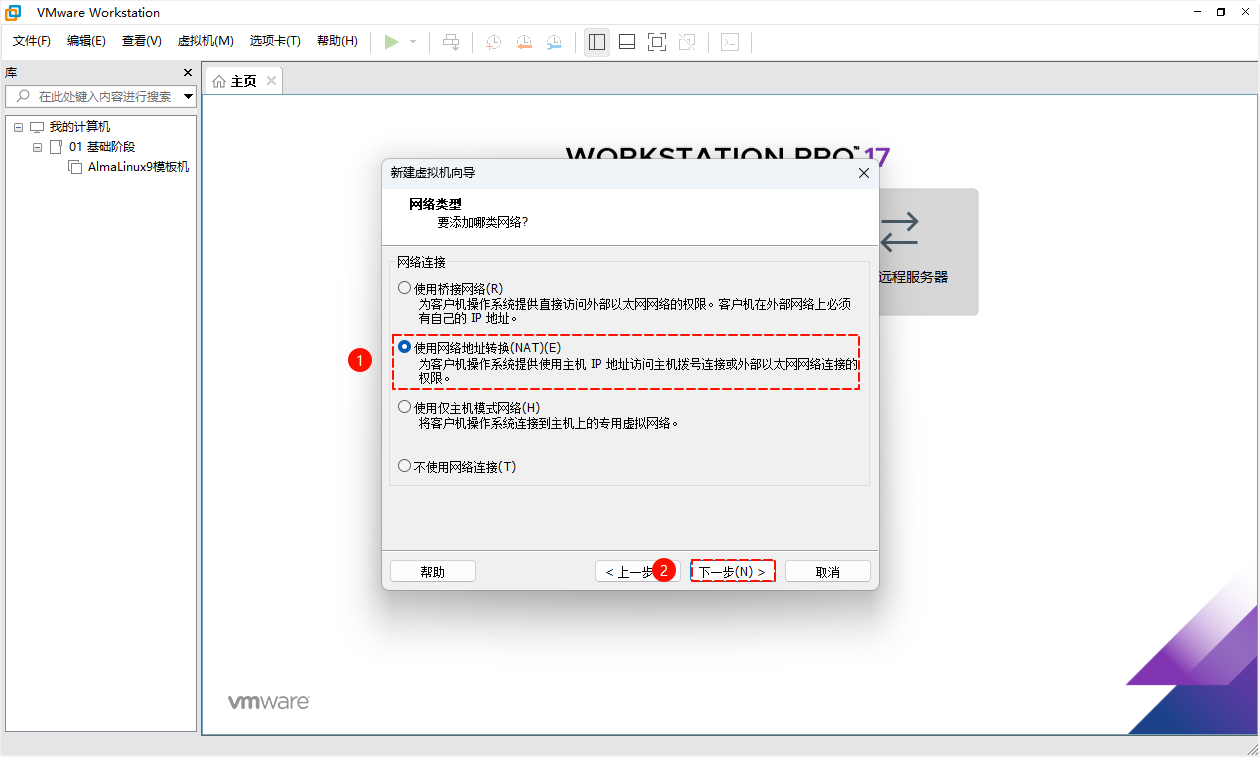 VMware Workstation
文件(F) 编辑(E) 查看(V) 虚拟机(M) 选项卡(T) 帮助(H)
库
在此处键入内容进行搜索
我的计算机
01 基础阶段
AlmaLinux9模板机
主页
WORKSTATION PRO™ 17
远程服务器
新建虚拟机向导
网络类型
要添加哪类网络?
网络连接
使用桥接网络(R)
为客户机操作系统提供直接访问外部以太网网络的权限。客户机在外部网络上必须
有自己的 IP 地址。
1
使用网络地址转换(NAT)(E)
为客户机操作系统提供使用主机 IP 地址访问主机拨号连接或外部以太网网络连接的
权限。
使用仅主机模式网络(H)
将客户机操作系统连接到主机上的专用虚拟网络。
不使用网络连接(T)
帮助 < 上一步 2 下一步(N) > 取消
vmware